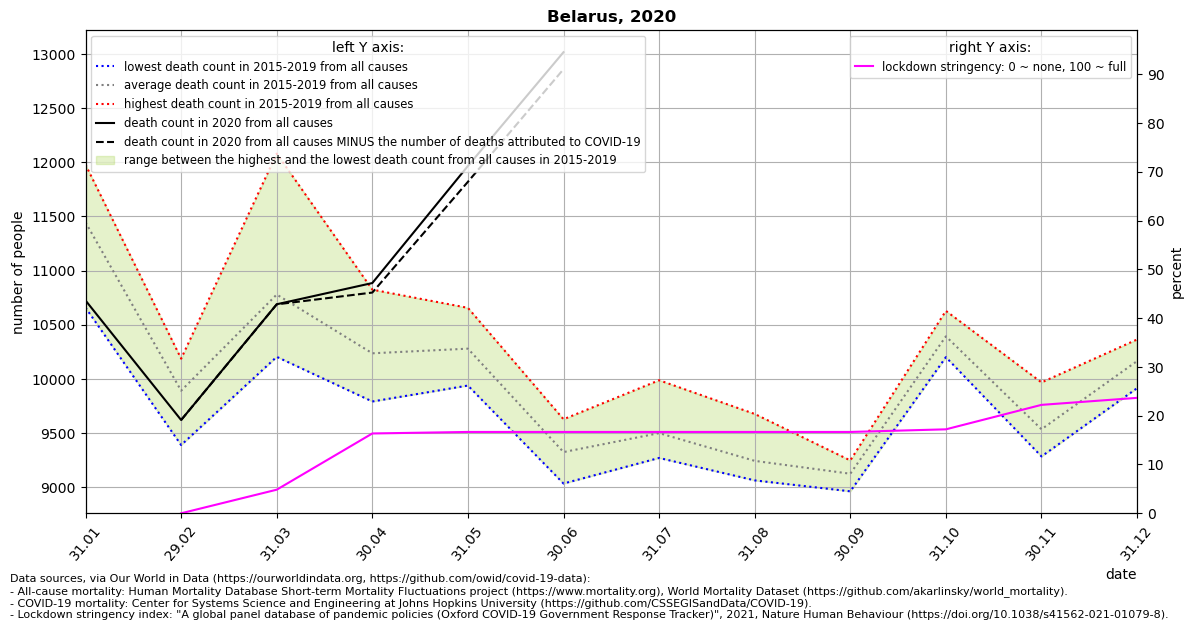 Belarus, 2020
left Y axis:
lowest death count in 2015-2019 from all causes
average death count in 2015-2019 from all causes
highest death count in 2015-2019 from all causes
death count in 2020 from all causes
death count in 2020 from all causes MINUS the number of deaths attributed to COVID-19
range between the highest and the lowest death count from all causes in 2015-2019
right Y axis:
lockdown stringency: 0 ~ none, 100 ~ full
number of people
13000
12500
12000
11500
11000
10500
10000
9500
9000
percent
90
80
70
60
50
40
30
20
10
0
31.01
29.02
31.03
30.04
31.05
30.06
31.07
31.08
30.09
31.10
30.11
31.12
date
Data sources, via Our World in Data (https://ourworldindata.org, https://github.com/owid/covid-19-data):
- All-cause mortality: Human Mortality Database Short-term Mortality Fluctuations project (https://www.mortality.org), World Mortality Dataset (https://github.com/akarlinsky/world_mortality).
- COVID-19 mortality: Center for Systems Science and Engineering at Johns Hopkins University (https://github.com/CSSEGISandData/COVID-19).
- Lockdown stringency index: "A global panel database of pandemic policies (Oxford COVID-19 Government Response Tracker)", 2021, Nature Human Behaviour (https://doi.org/10.1038/s41562-021-01079-8).